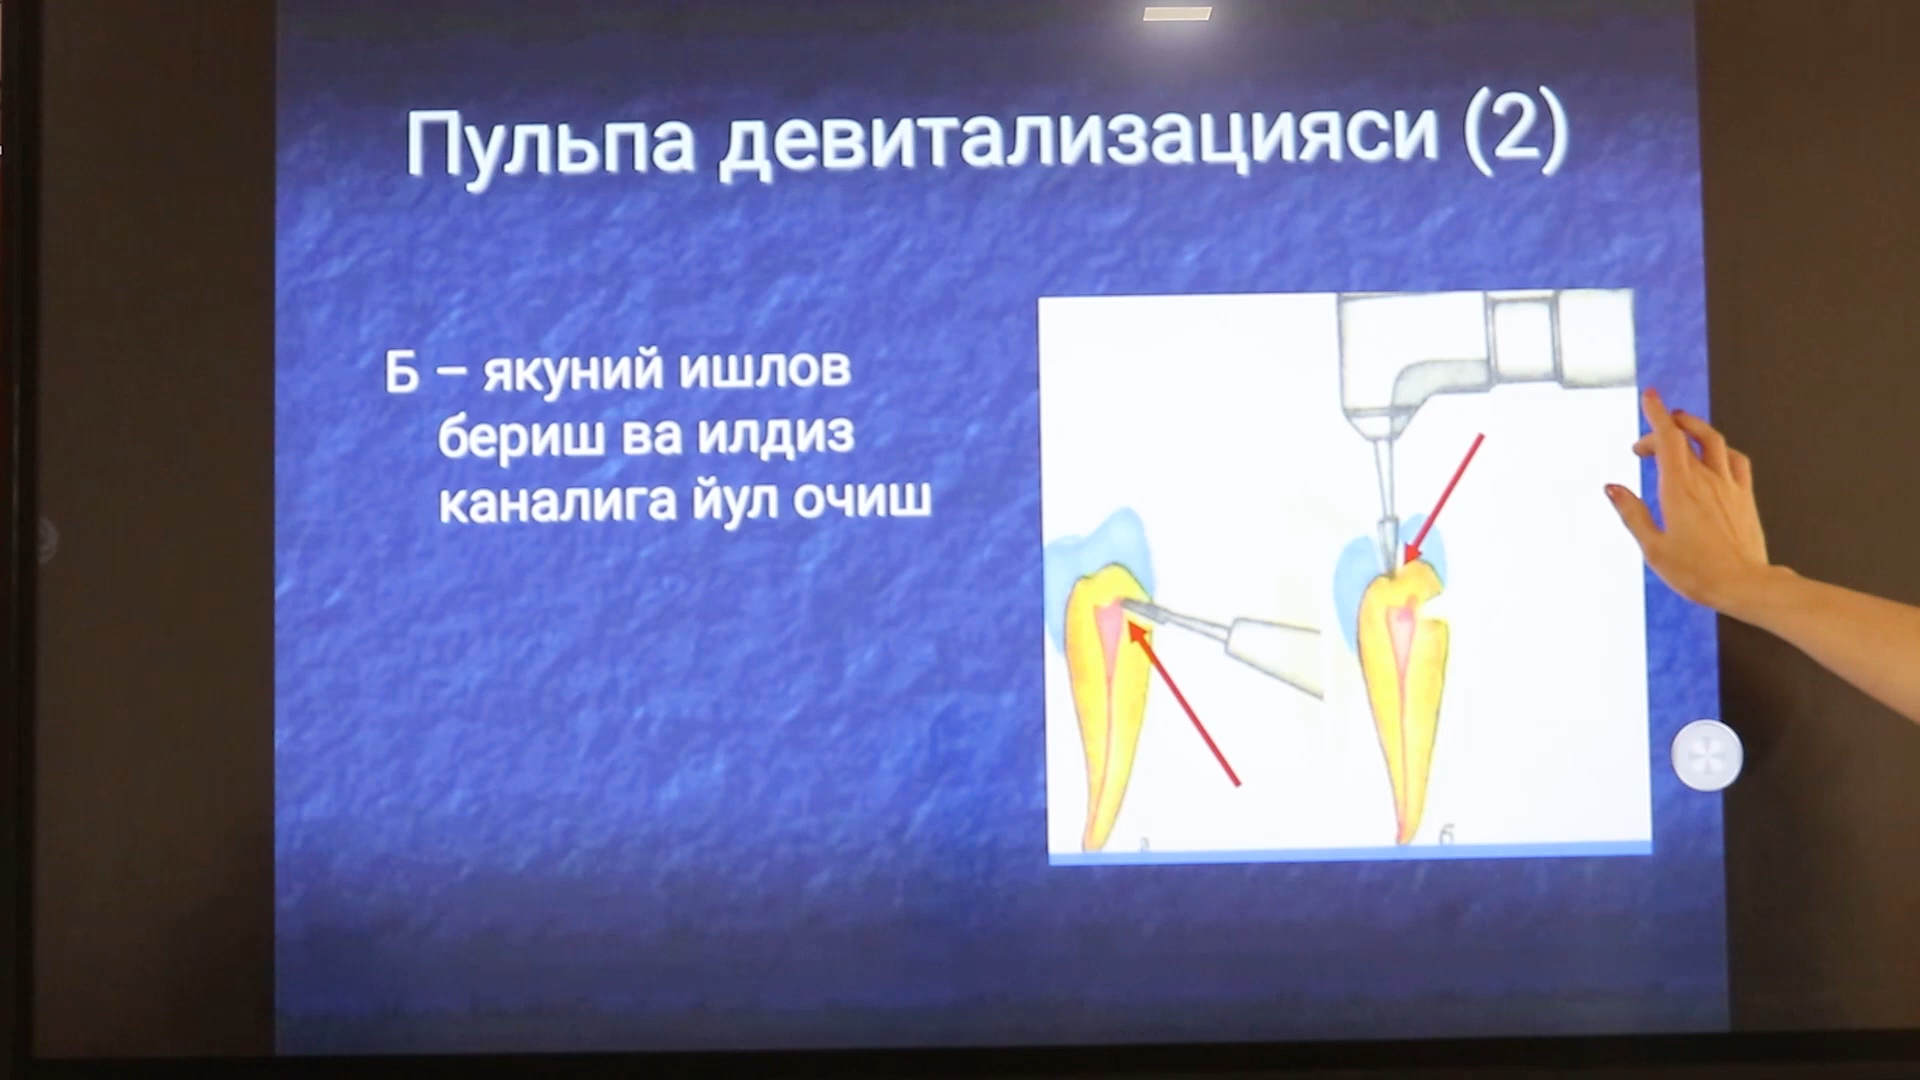 Пульпа девитализацияси (2)
Б – якуний ишлов
бериш ва илдиз
каналига йул очиш
а
б